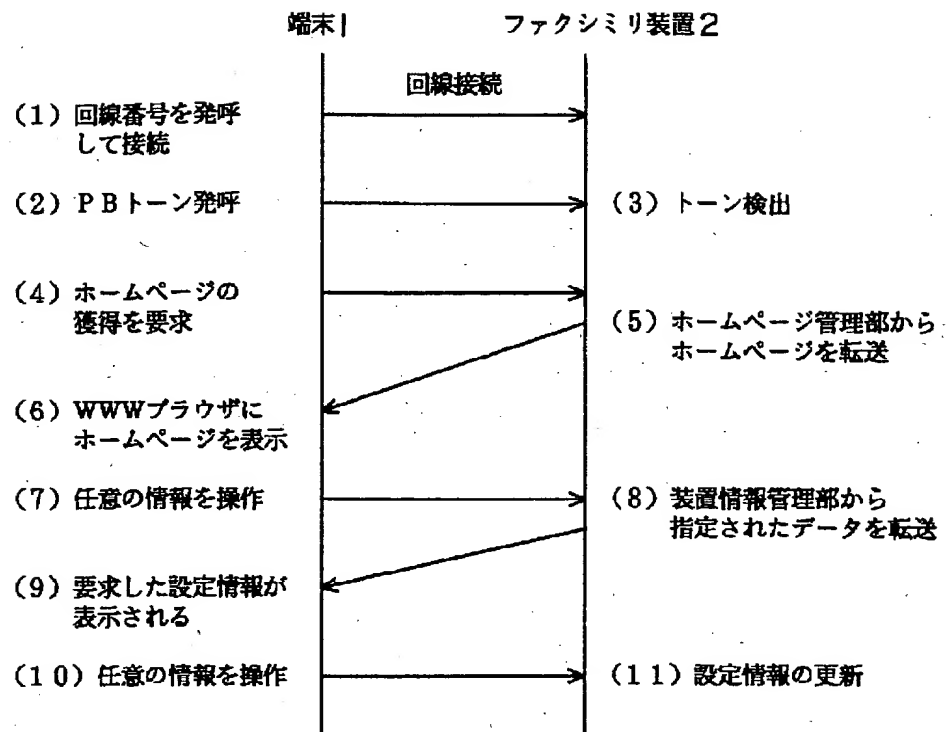 端末1
ファクシミリ装置2
回線接続
(1) 回線番号を発呼
して接続
(2) PBトーン発呼
(3) トーン検出
(4) ホームページの
獲得を要求
(5) ホームページ管理部から
ホームページを転送
(6) WWWブラウザに
ホームページを表示
(7) 任意の情報を操作
(8) 装置情報管理部から
指定されたデータを転送
(9) 要求した設定情報が
表示される
(10) 任意の情報を操作
(11) 設定情報の更新